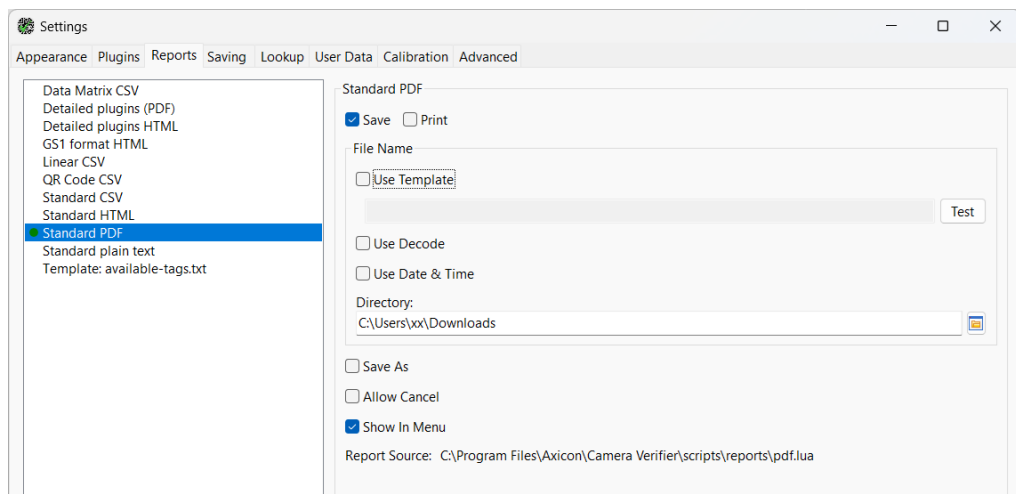 Settings
Appearance Plugins Reports Saving Lookup User Data Calibration Advanced
Data Matrix CSV
Detailed plugins (PDF)
Detailed plugins HTML
GS1 format HTML
Linear CSV
QR Code CSV
Standard CSV
Standard HTML
Standard PDF
Standard plain text
Template: available-tags.txt
Standard PDF
Save Print
File Name
Use Template
Test
Use Decode
Use Date & Time
Directory:
C:\Users\xx\Downloads
Save As
Allow Cancel
Show In Menu
Report Source: C:\Program Files\Axicon\Camera Verifier\scripts\reports\pdf.lua